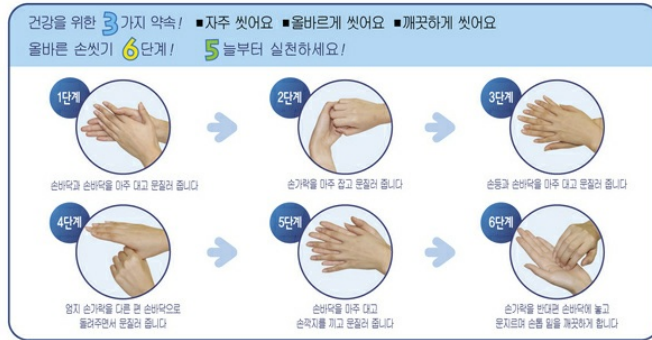 건강을 위한 3가지 약속! ■자주 씻어요 ■올바르게 씻어요 ■깨끗하게 씻어요
올바른 손씻기 6단계! 5늘부터 실천하세요!
1단계
2단계
3단계
손바닥과 손바닥을 마주 대고 문질러 줍니다
손가락을 마주 잡고 문질러 줍니다
손등과 손바닥을 마주 대고 문질러 줍니다
4단계
5단계
6단계
엄지 손가락을 다른 편 손바닥으로
돌려주면서 문질러 줍니다
손바닥을 마주 대고
손깍지를 끼고 문질러 줍니다
손가락을 반대편 손바닥에 놓고
문지르며 손톱 밑을 깨끗하게 합니다